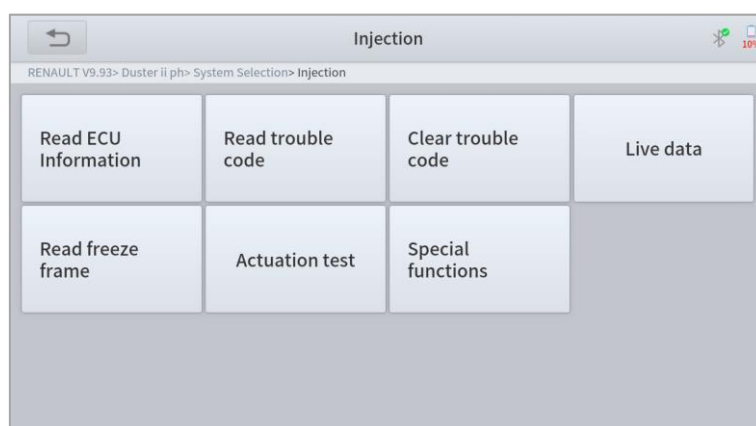 Injection
10%
RENAULT V9.93> Duster ii ph> System Selection> Injection
Read ECU
Information
Read trouble
code
Clear trouble
code
Live data
Read freeze
frame
Actuation test
Special
functions